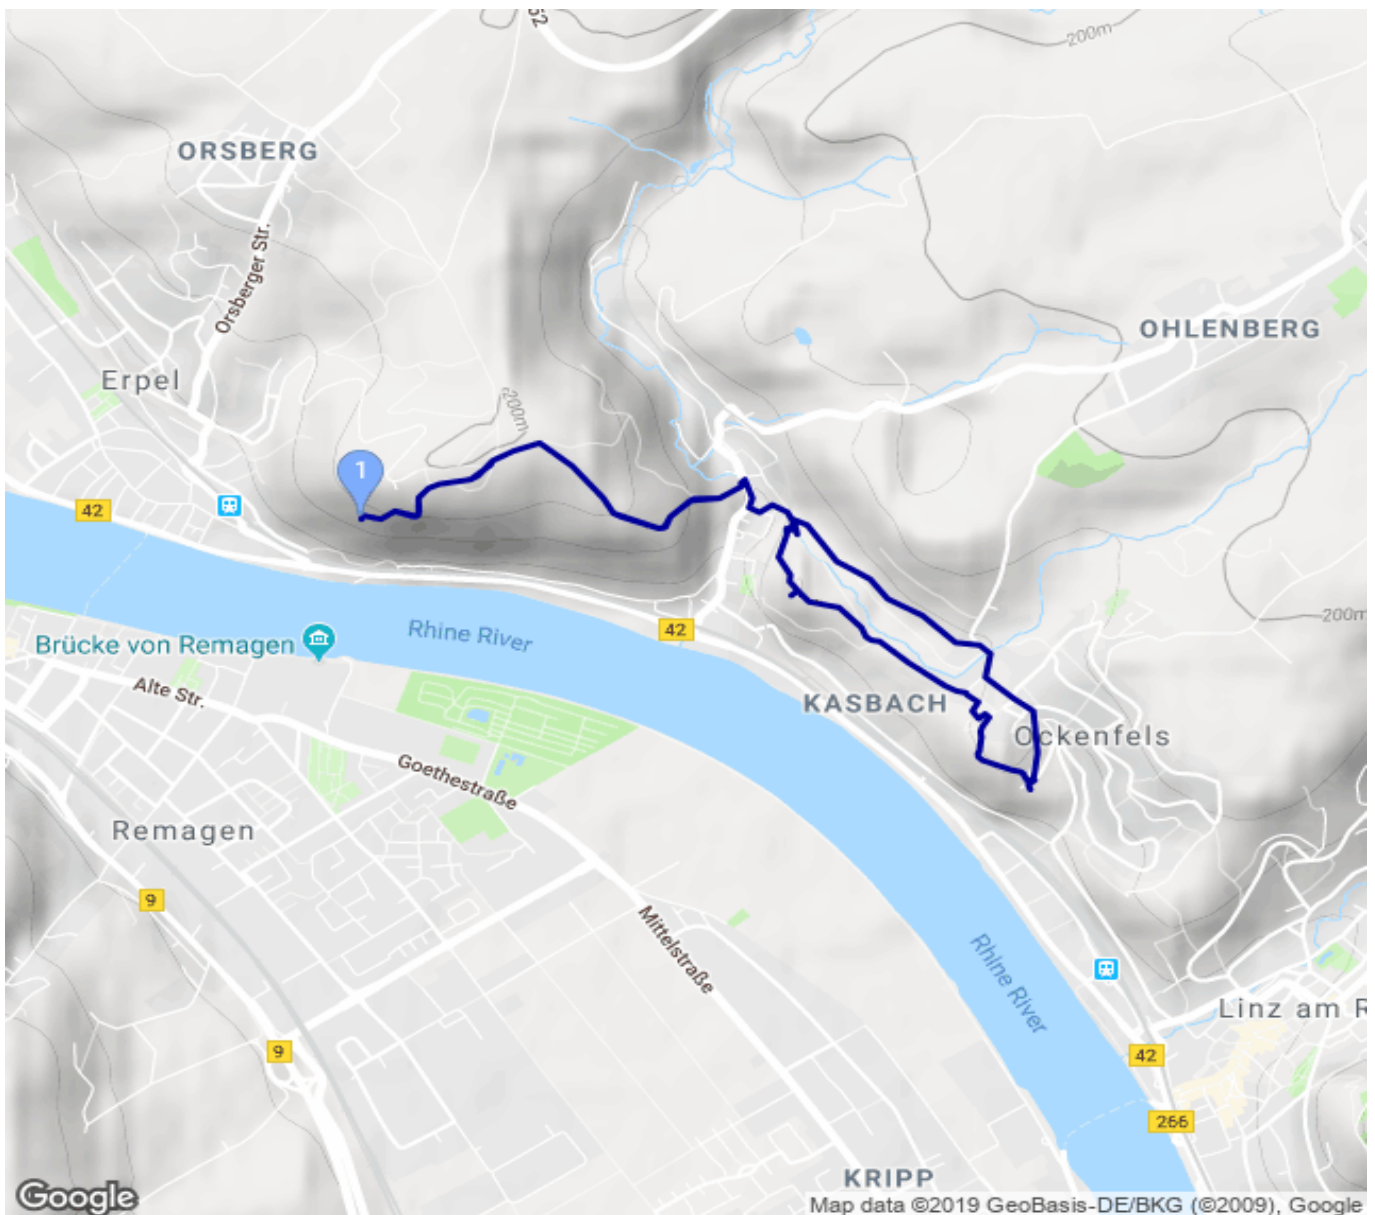 52
200m
ORSBERG
Orsberger Str.
OHLENBERG
Erpel
200m
1
42
200m
42
Rhine River
Brücke von Remagen
Alte Str.
KASBACH
Ockenfels
Goethestraße
Remagen
9
Mittelstraße
Rhine River
Linz am R
9
42
266
KRIPP
Google
Map data ©2019 GeoBasis-DE/BKG (©2009), Google